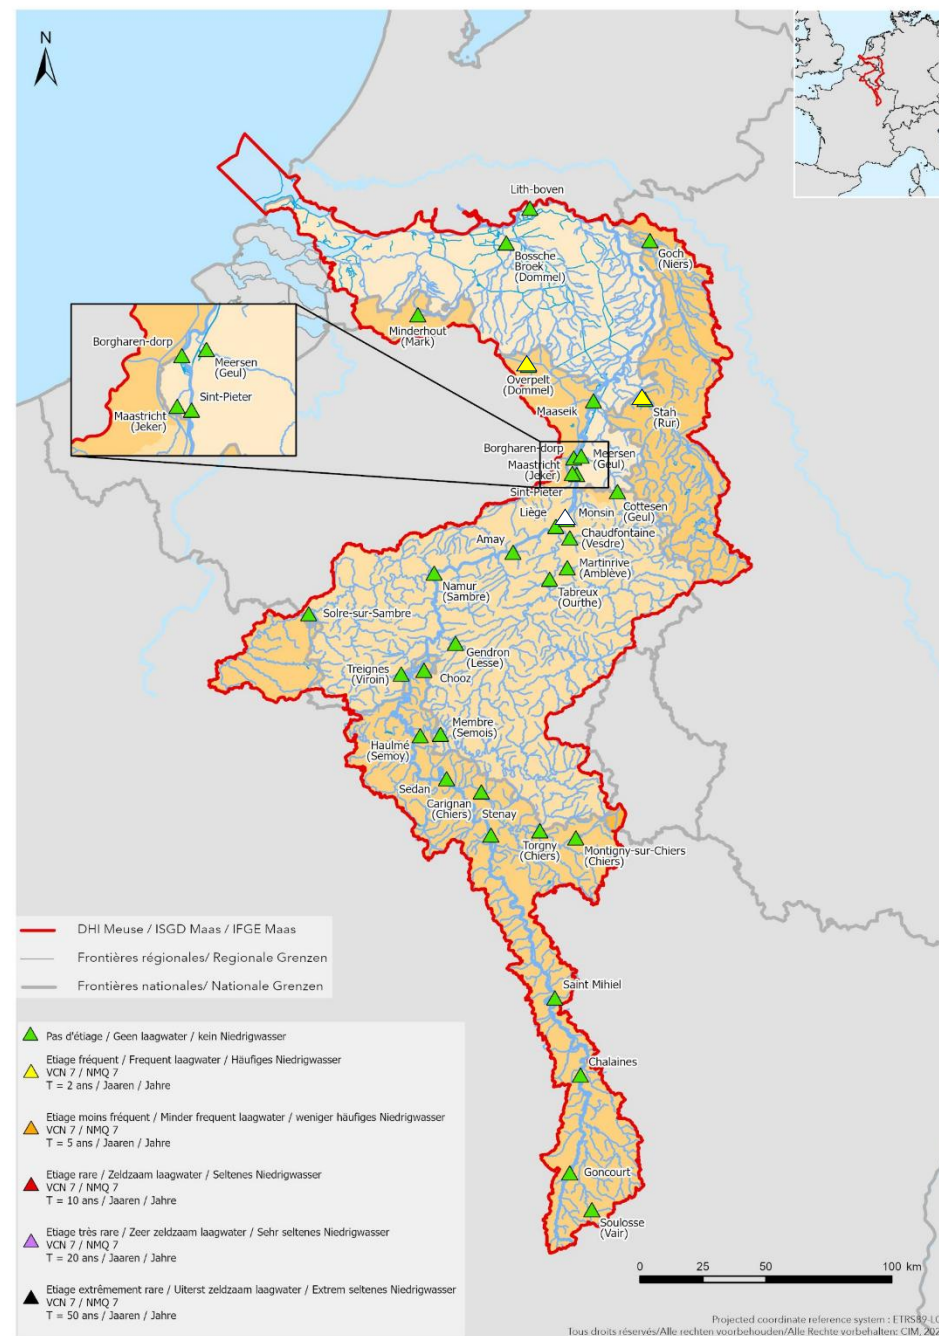 N
Lith-boven
Bossche
Broek
(Dommel)
Goch
(Niers)
Minderhout
(Mark)
Overpelt
(Dommel)
Maaseik
Stah
(Rur)
Borgharen-dorp
Meersen
(Geul)
Sint-Pieter
Maastricht
(Jeker)
Borgharen-dorp
Meersen
(Geul)
Maastricht
(Jeker)
Sint-Pieter
Cottesen
(Geul)
Liège
Monsin
Chaudfontaine
(Vesdre)
Amay
Martinrive
(Amblève)
Namur
(Sambre)
Tabreux
(Ourthe)
Solre-sur-Sambre
Gendron
(Lesse)
Treignes
(Viroin)
Chooz
Membre
(Semois)
Haulmé
(Semoy)
Sedan
Carignan
(Chiers)
Stenay
Torgny
(Chiers)
Montigny-sur-Chiers
(Chiers)
Saint Mihiel
Chalaines
Goncourt
Soulosse
(Vair)
DHI Meuse / ISGD Maas / IFGE Maas
Frontières régionales/ Regionale Grenzen
Frontières nationales/ Nationale Grenzen
Pas d'étiage / Geen laagwater / kein Niedrigwasser
Etiage fréquent / Frequent laagwater / Häufiges Niedrigwasser
VCN 7 / NMQ 7
T = 2 ans / Jaaren / Jahre
Etiage moins fréquent / Minder frequent laagwater / weniger häufiges Niedrigwasser
VCN 7 / NMQ 7
T = 5 ans / Jaaren / Jahre
Etiage rare / Zeldzaam laagwater / Seltenes Niedrigwasser
VCN 7 / NMQ 7
T = 10 ans / Jaaren / Jahre
Etiage très rare / Zeer zeldzaam laagwater / Sehr seltenes Niedrigwasser
VCN 7 / NMQ 7
T = 20 ans / Jaaren / Jahre
Etiage extrêmement rare / Uiterst zeldzaam laagwater / Extrem seltenes Niedrigwasser
VCN 7 / NMQ 7
T = 50 ans / Jaaren / Jahre
0 25 50 100 km
Projected coordinate reference system : ETRS89-
Tous droits réservés/Alle rechten voorbehouden/Alle Rechte vorbehalten: CIM,